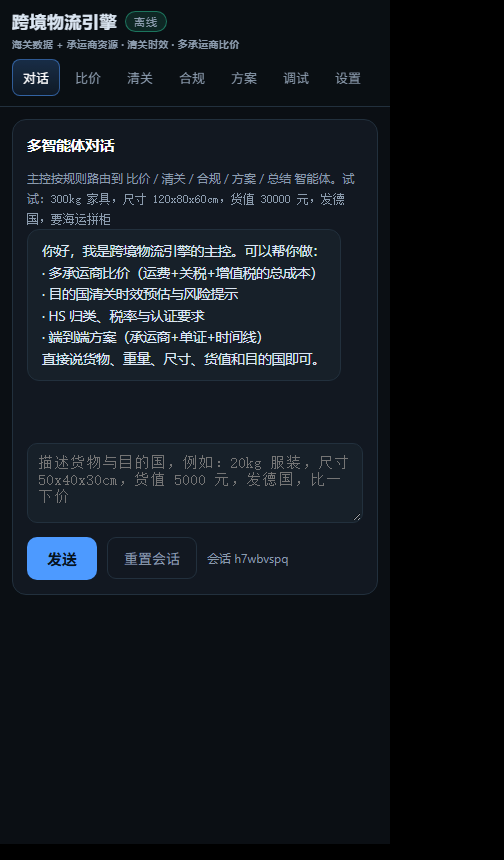 跨境物流引擎 离线
海关数据 + 承运商资源 · 清关时效 · 多承运商比价
对话 比价 清关 合规 方案 调试 设置
多智能体对话
主控按规则路由到 比价 / 清关 / 合规 / 方案 / 总结 智能体。试
试: 300kg 家具，尺寸 120x80x60cm，货值 30000 元，发德
国，要海运拼柜
你好，我是跨境物流引擎的主控。可以帮你做：
· 多承运商比价（运费+关税+增值税的总成本）
· 目的国清关时效预估与风险提示
· HS 归类、税率与认证要求
· 端到端方案（承运商+单证+时间线）
直接说货物、重量、尺寸、货值和目的国即可。
描述货物与目的国，例如：20kg 服装，尺寸
50x40x30cm，货值 5000 元，发德国，比一
下价
发送 重置会话 会话 h7wbvspq